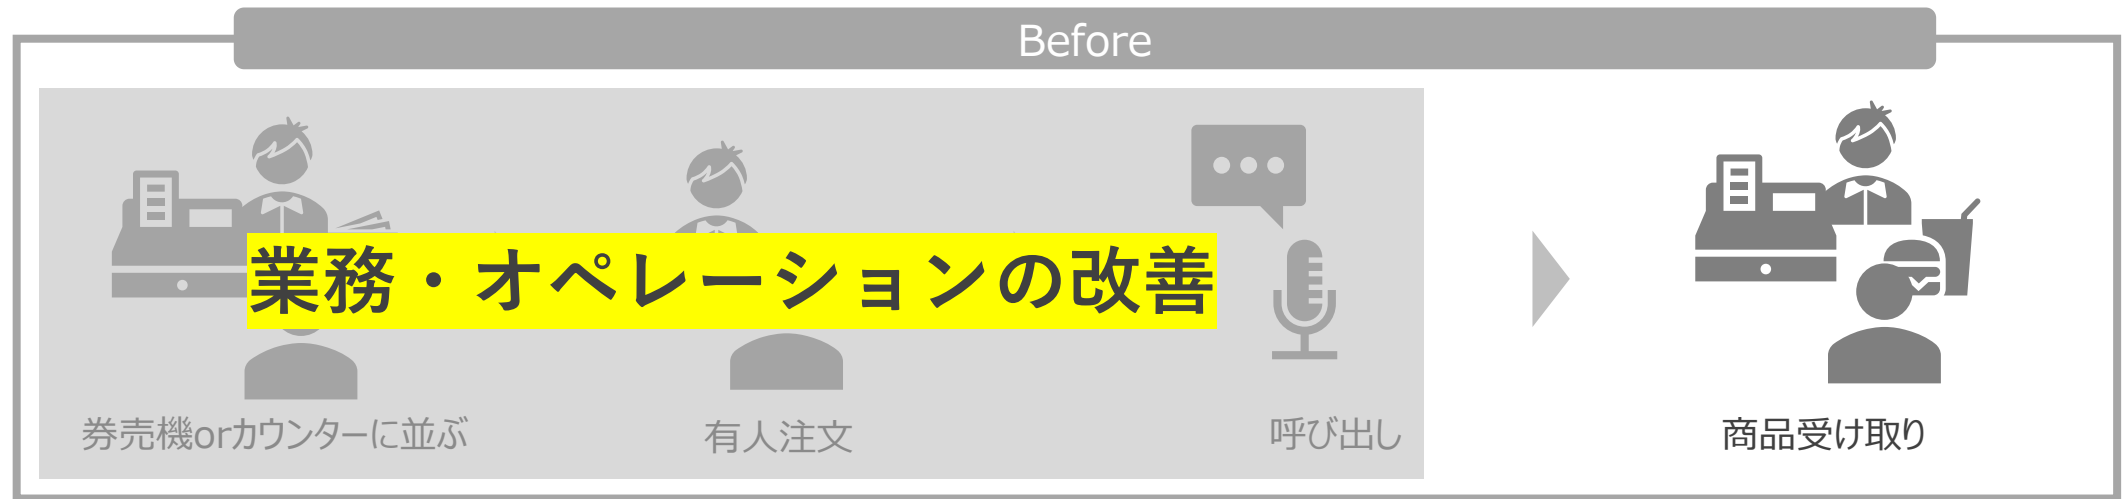 Before
業務・オペレーションの改善
券売機orカウンターに並ぶ
有人注文
呼び出し
商品受け取り